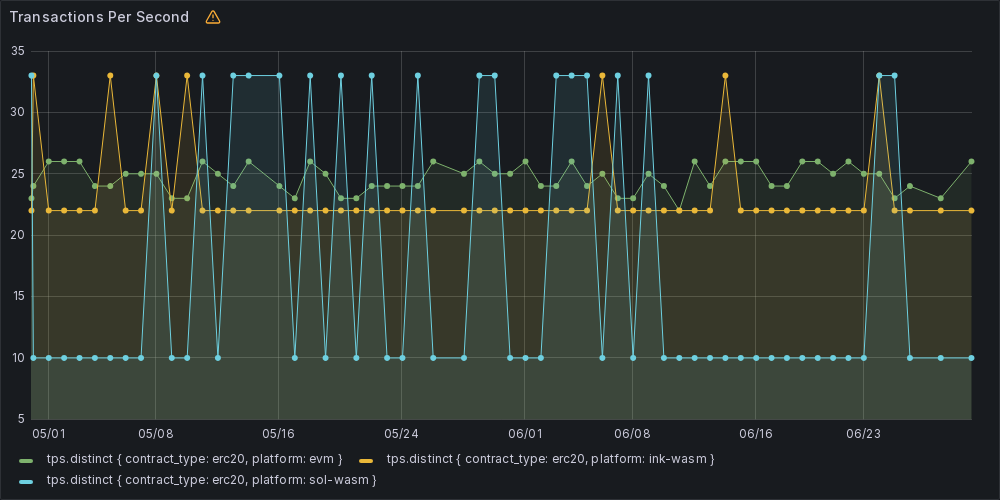 Transactions Per Second
35
30
25
20
15
10
5
05/01 05/08 05/16 05/24 06/01 06/08 06/16 06/23
tps.distinct { contract_type: erc20, platform: evm } tps.distinct { contract_type: erc20, platform: ink-wasm }
tps.distinct { contract_type: erc20, platform: sol-wasm }